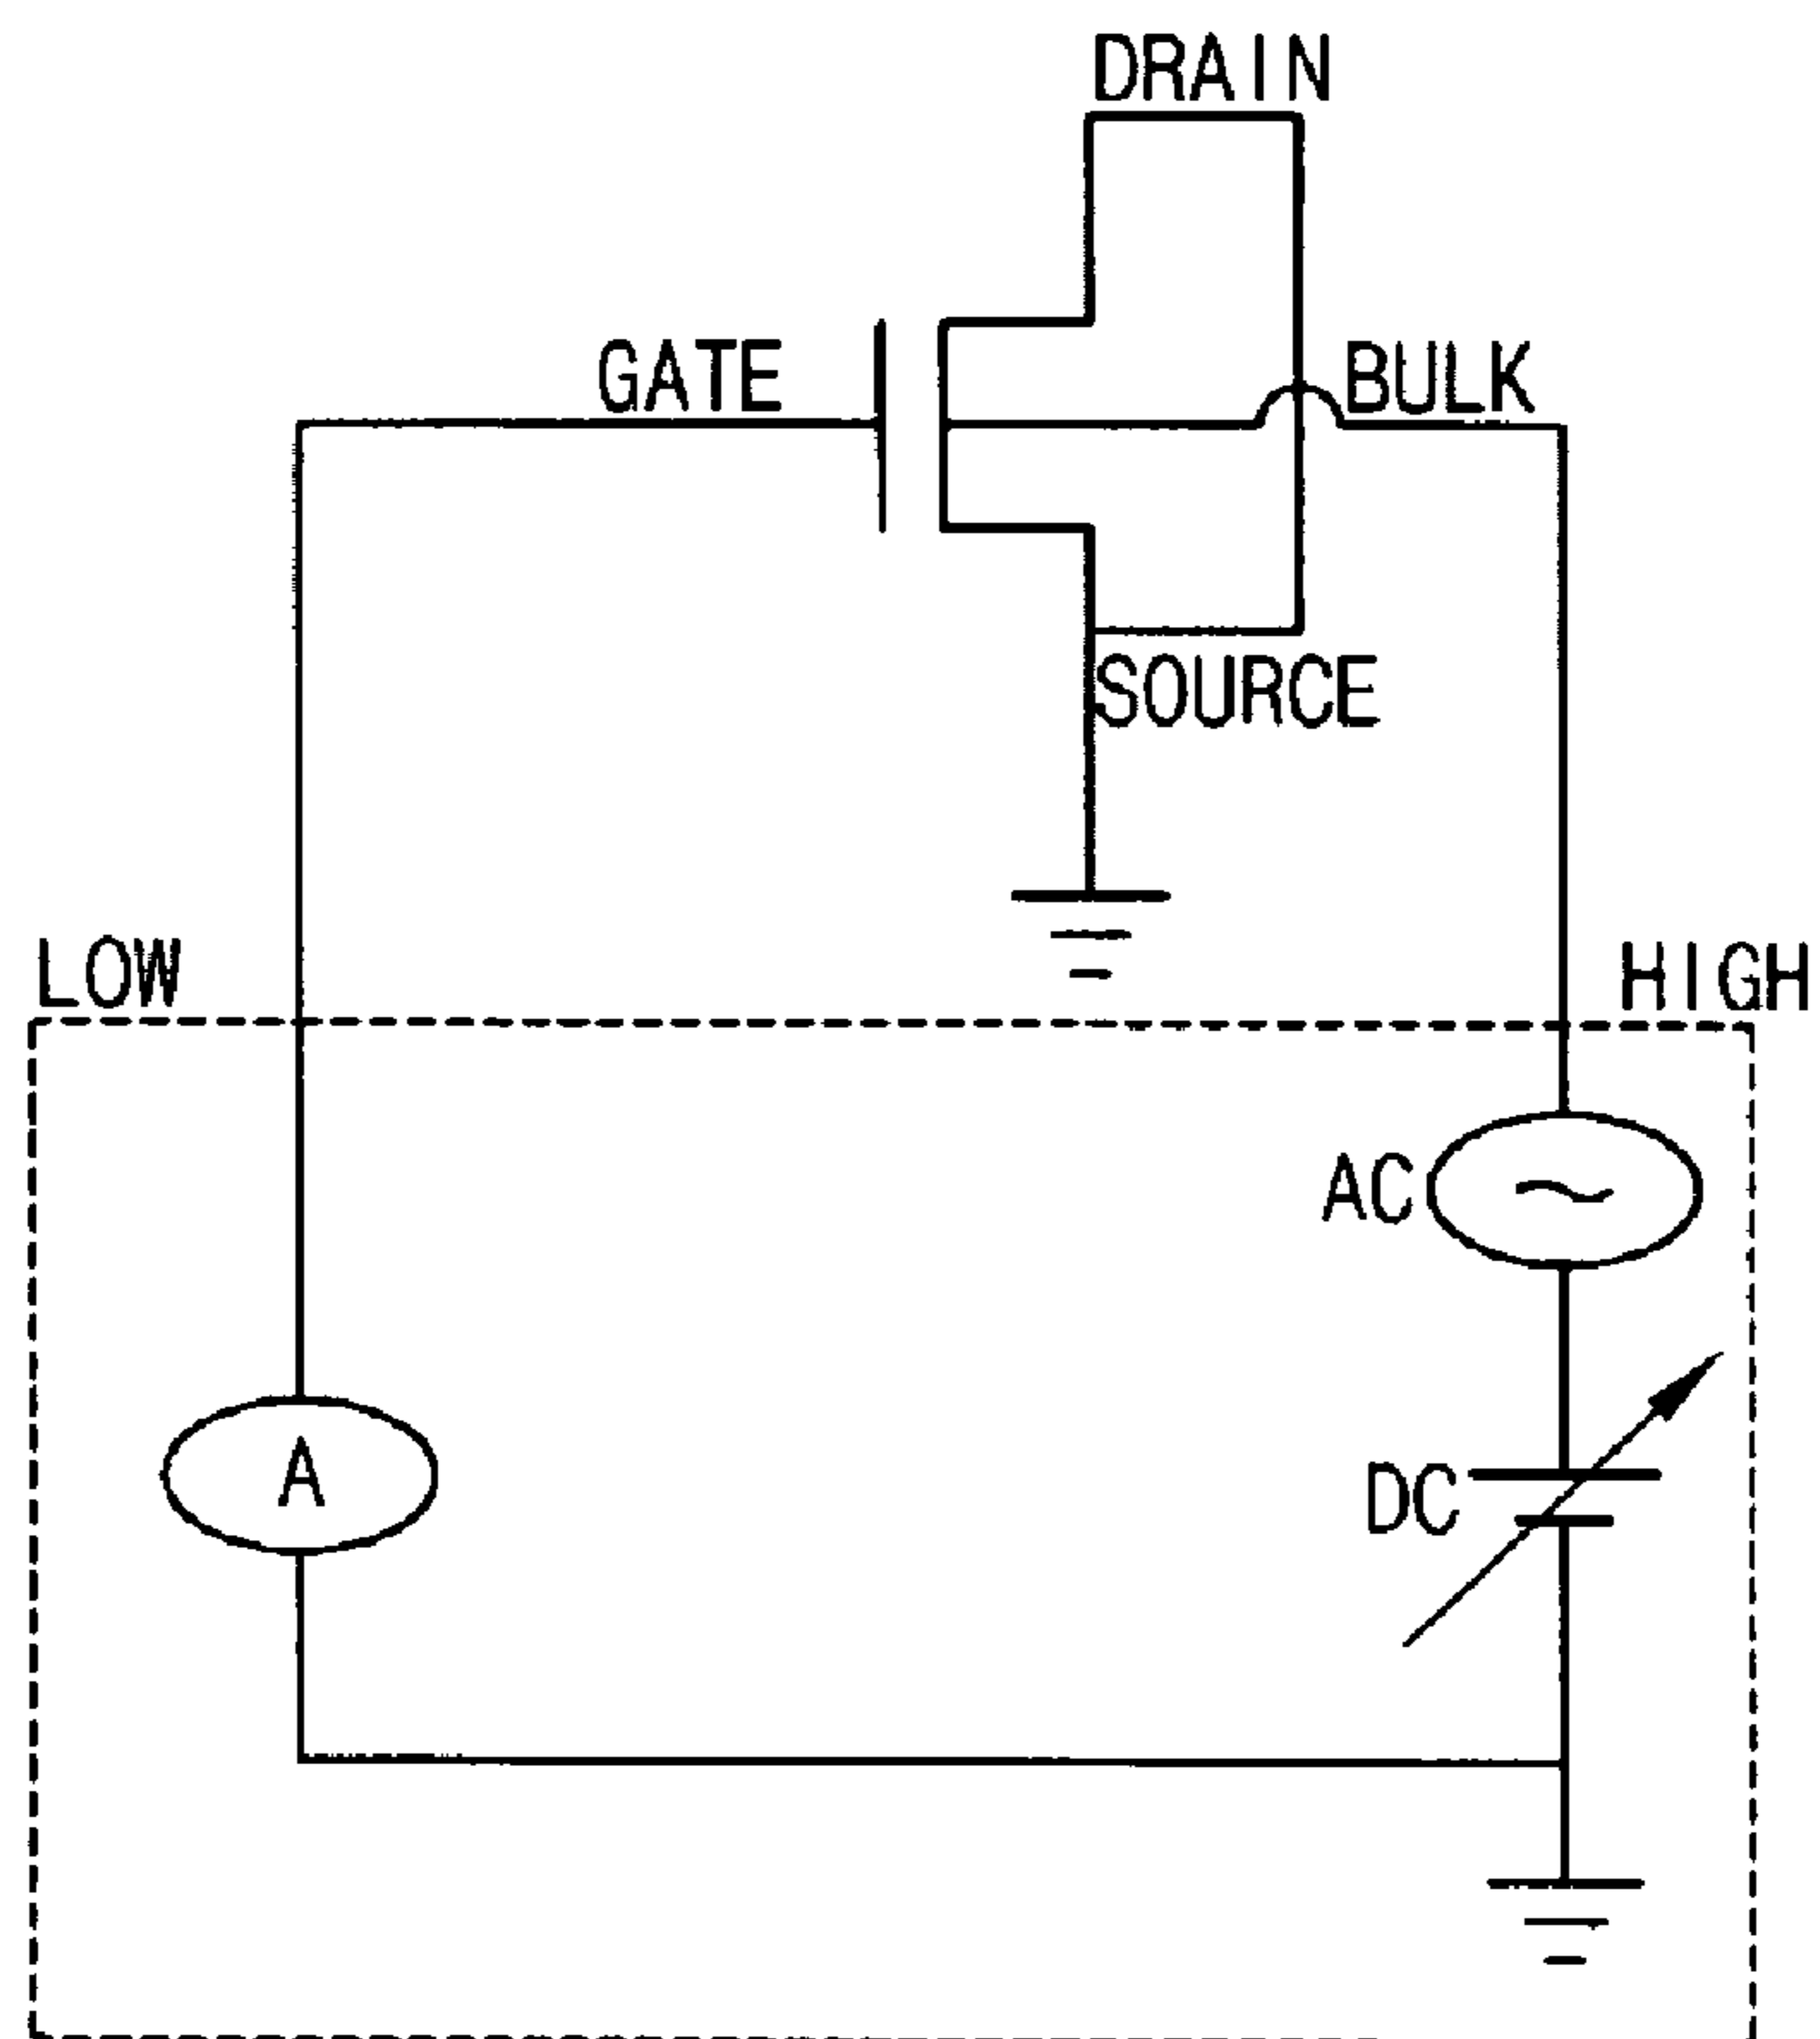 DRAIN
GATE
BULK
SOURCE
LOW
HIGH
AC
A
DC